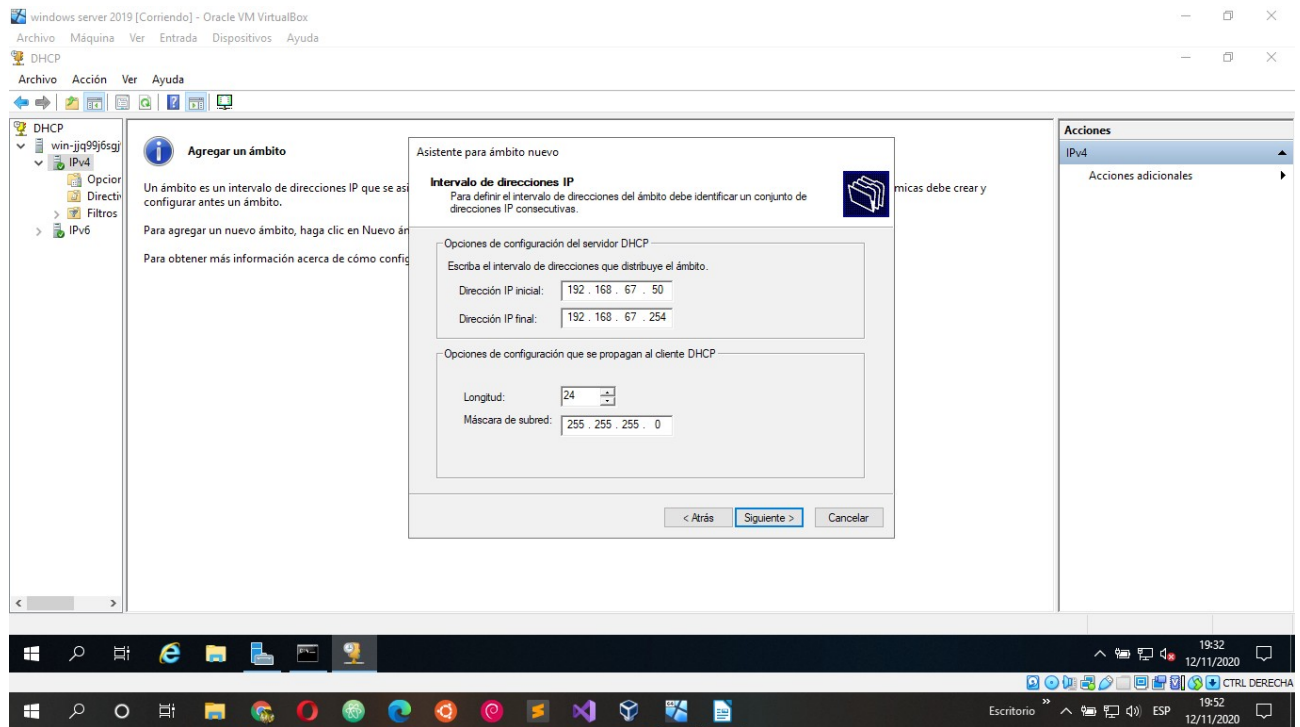 windows server 2019 [Corriendo] - Oracle VM VirtualBox
Archivo Máquina Ver Entrada Dispositivos Ayuda
DHCP
Archivo Acción Ver Ayuda
DHCP
win-jjq99j6sgj
IPv4
Opcior
Directiv
Filtros
IPv6
Agregar un ámbito
Un ámbito es un intervalo de direcciones IP que se asi
micas debe crear y
configurar antes un ámbito.
Para agregar un nuevo ámbito, haga clic en Nuevo án
Para obtener más información acerca de cómo config
Asistente para ámbito nuevo
Intervalo de direcciones IP
Para definir el intervalo de direcciones del ámbito debe identificar un conjunto de
direcciones IP consecutivas.
Opciones de configuración del servidor DHCP
Escriba el intervalo de direcciones que distribuye el ámbito.
Dirección IP inicial: 192 . 168 . 67 . 50
Dirección IP final: 192 . 168 . 67 . 254
Opciones de configuración que se propagan al cliente DHCP
Longitud: 24
Máscara de subred: 255 . 255 . 255 . 0
< Atrás Siguiente > Cancelar
Acciones
IPv4
Acciones adicionales
19:32
12/11/2020
CTRL DERECHA
Escritorio ESP 19:52
12/11/2020